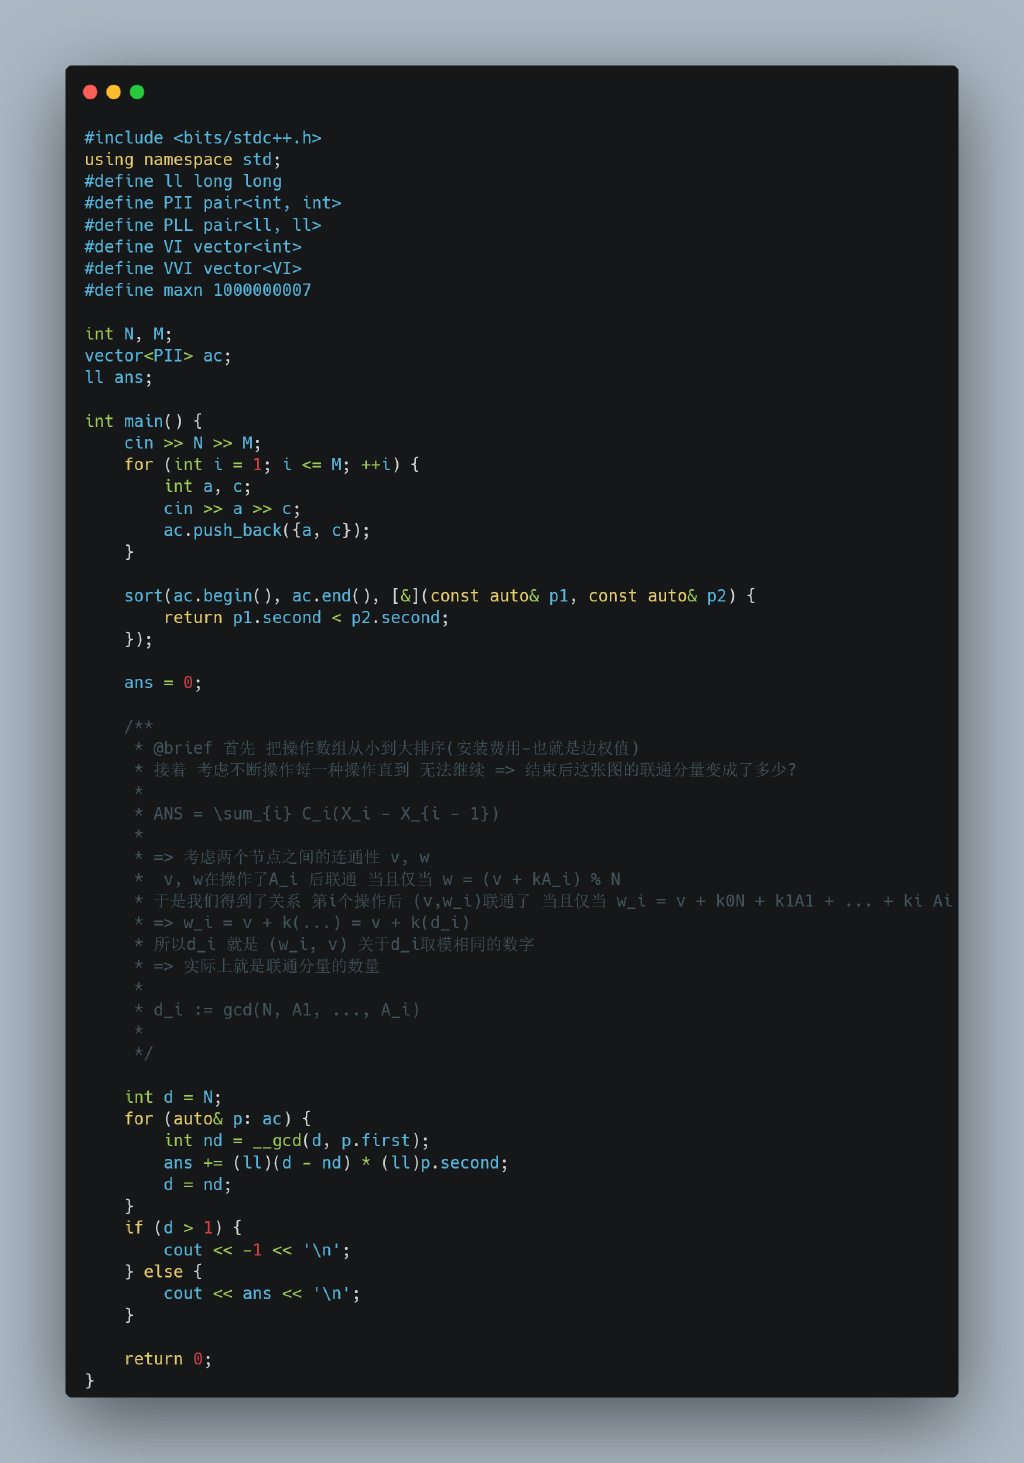 #include <bits/stdc++.h>
using namespace std;
#define ll long long
#define PII pair<int, int>
#define PLL pair<ll, ll>
#define VI vector<int>
#define VVI vector<VI>
#define maxn 1000000007

int N, M;
vector<PII> ac;
ll ans;

int main() {
    cin >> N >> M;
    for (int i = 1; i <= M; ++i) {
        int a, c;
        cin >> a >> c;
        ac.push_back({a, c});
    }

    sort(ac.begin(), ac.end(), [&](const auto& p1, const auto& p2) {
        return p1.second < p2.second;
    });

    ans = 0;

    /**
     * @brief 首先 把操作数组从小到大排序(安装费用-也就是边权值)
     * 接着 考虑不断操作每一种操作直到 无法继续 => 结束后这张图的联通分量变成了多少?
     *
     * ANS = \sum_{i} C_i(X_i - X_{i - 1})
     *
     * => 考虑两个节点之间的连通性 v, w
     *  v, w在操作了A_i 后联通 当且仅当 w = (v + kA_i) % N
     * 于是我们得到了关系 第i个操作后 (v,w_i)联通了 当且仅当 w_i = v + k0N + k1A1 + ... + ki Ai
     * => w_i = v + k(...) = v + k(d_i)
     * 所以d_i 就是 (w_i, v) 关于d_i取模相同的数字
     * => 实际上就是联通分量的数量
     *
     * d_i := gcd(N, A1, ..., A_i)
     *
     */

    int d = N;
    for (auto& p: ac) {
        int nd = __gcd(d, p.first);
        ans += (ll)(d - nd) * (ll)p.second;
        d = nd;
    }
    if (d > 1) {
        cout << -1 << '\n';
    } else {
        cout << ans << '\n';
    }

    return 0;
}